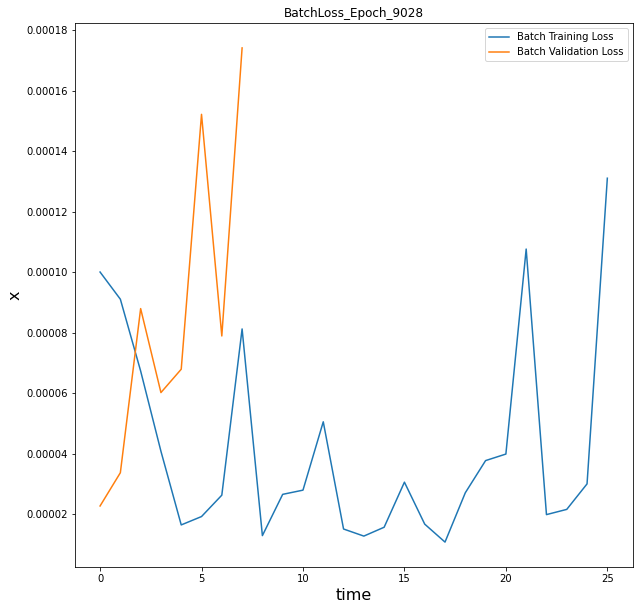 BatchLoss_Epoch_9028
Batch Training Loss
Batch Validation Loss
0.00018
0.00016
0.00014
0.00012
0.00010
0.00008
0.00006
0.00004
0.00002
x
0 5 10 15 20 25
time